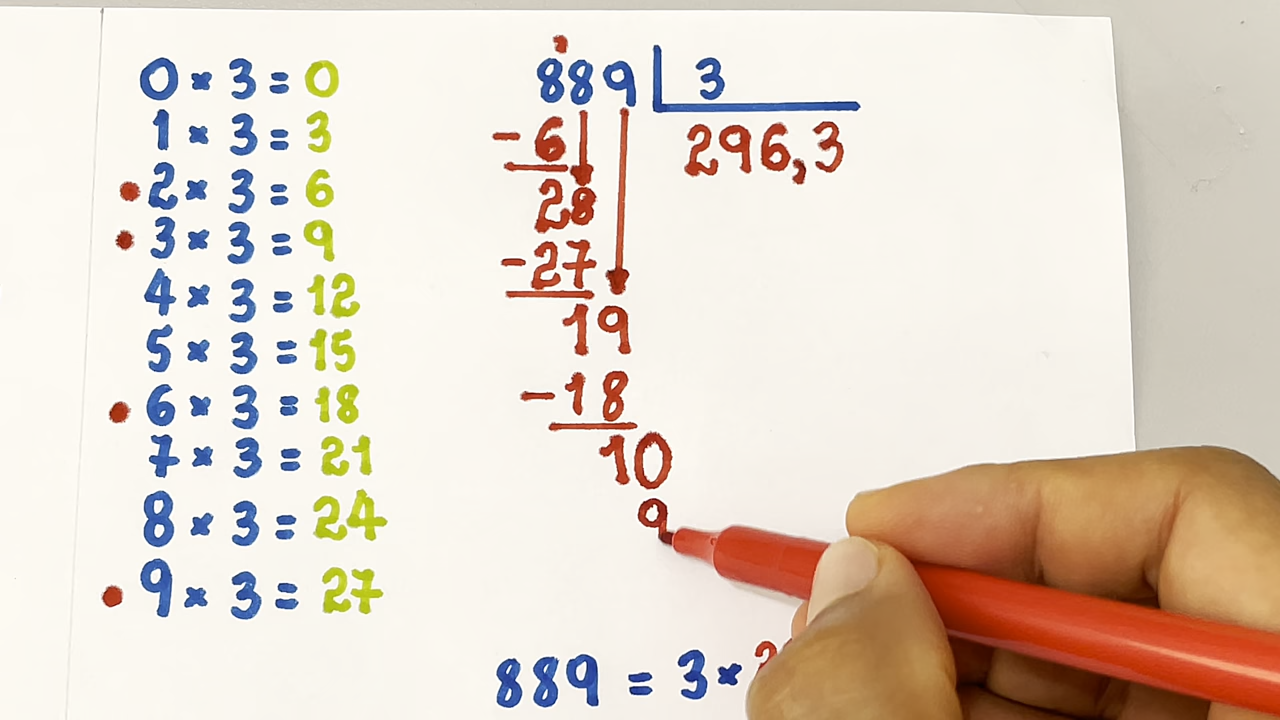 0 × 3 = 0
1 × 3 = 3
2 × 3 = 6
3 × 3 = 9
4 × 3 = 12
5 × 3 = 15
6 × 3 = 18
7 × 3 = 21
8 × 3 = 24
9 × 3 = 27
889 3
- 6 296,3
28
- 27
19
- 18
10
9
889 = 3 ×